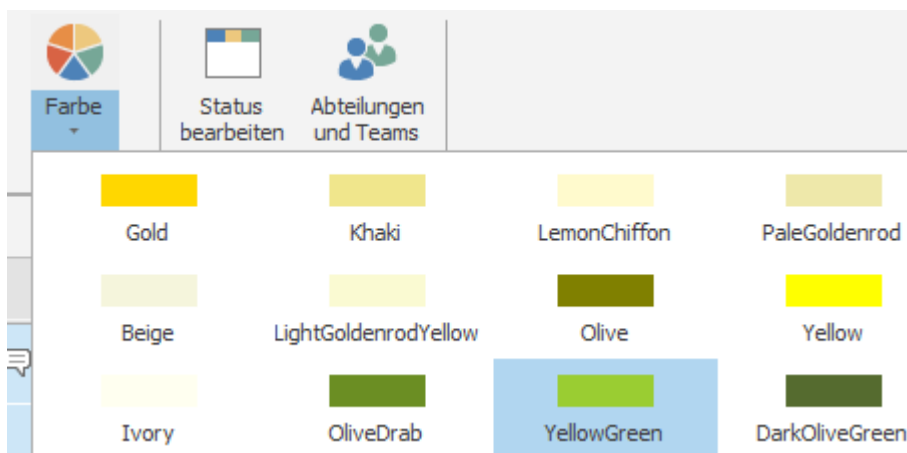 Farbe
Status
bearbeiten
Abteilungen
und Teams
Gold
Khaki
LemonChiffon
PaleGoldenrod
Beige
LightGoldenrodYellow
Olive
Yellow
Ivory
OliveDrab
YellowGreen
DarkOliveGreen